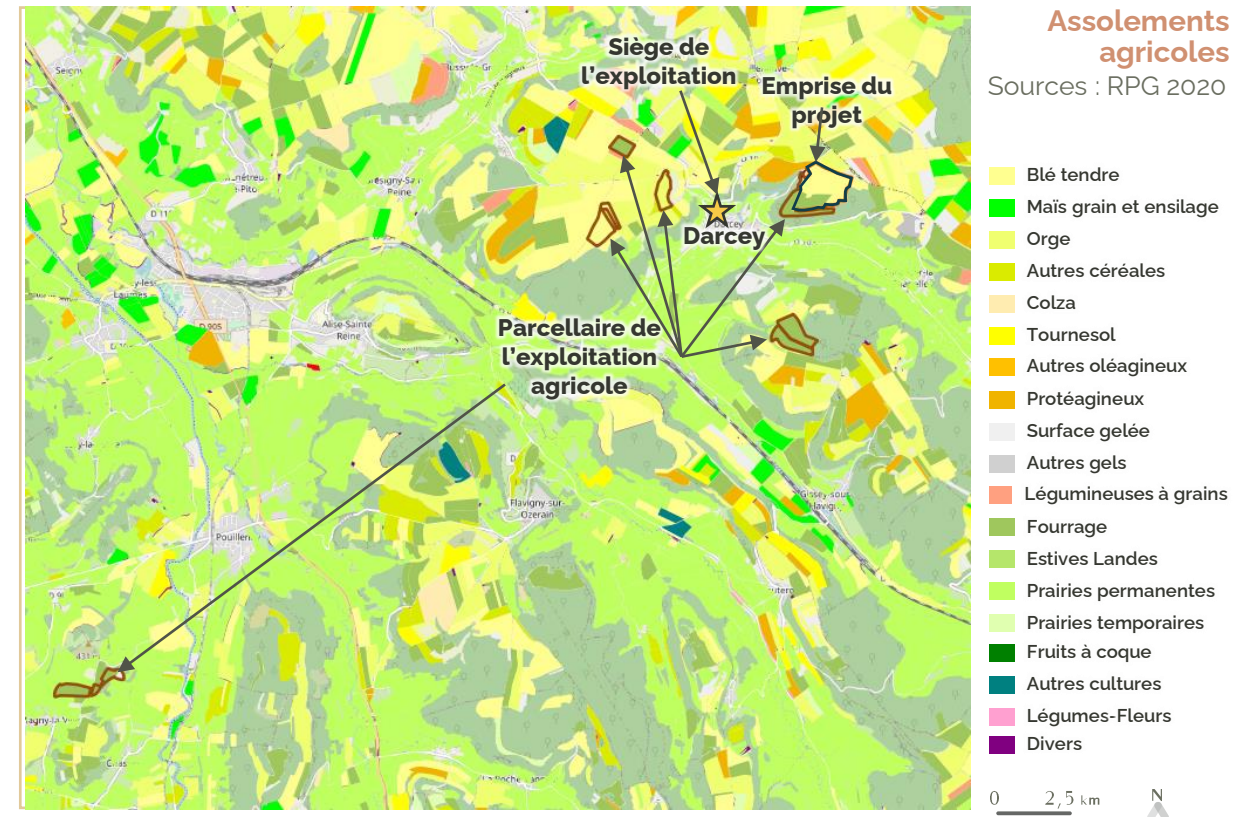 Assolements
agricoles
Sources : RPG 2020
Siège de
l'exploitation
Emprise du
projet
Darcey
Parcellaire de
l'exploitation
agricole
Seigny
D 905
Alise-Sainte
Reine
Flavigny-sur-
Ozerain
Pouillen
Blé tendre
Maïs grain et ensilage
Orge
Autres céréales
Colza
Tournesol
Autres oléagineux
Protéagineux
Surface gelée
Autres gels
Légumineuses à grains
Fourrage
Estives Landes
Prairies permanentes
Prairies temporaires
Fruits à coque
Autres cultures
Légumes-Fleurs
Divers
0 2,5 km
N